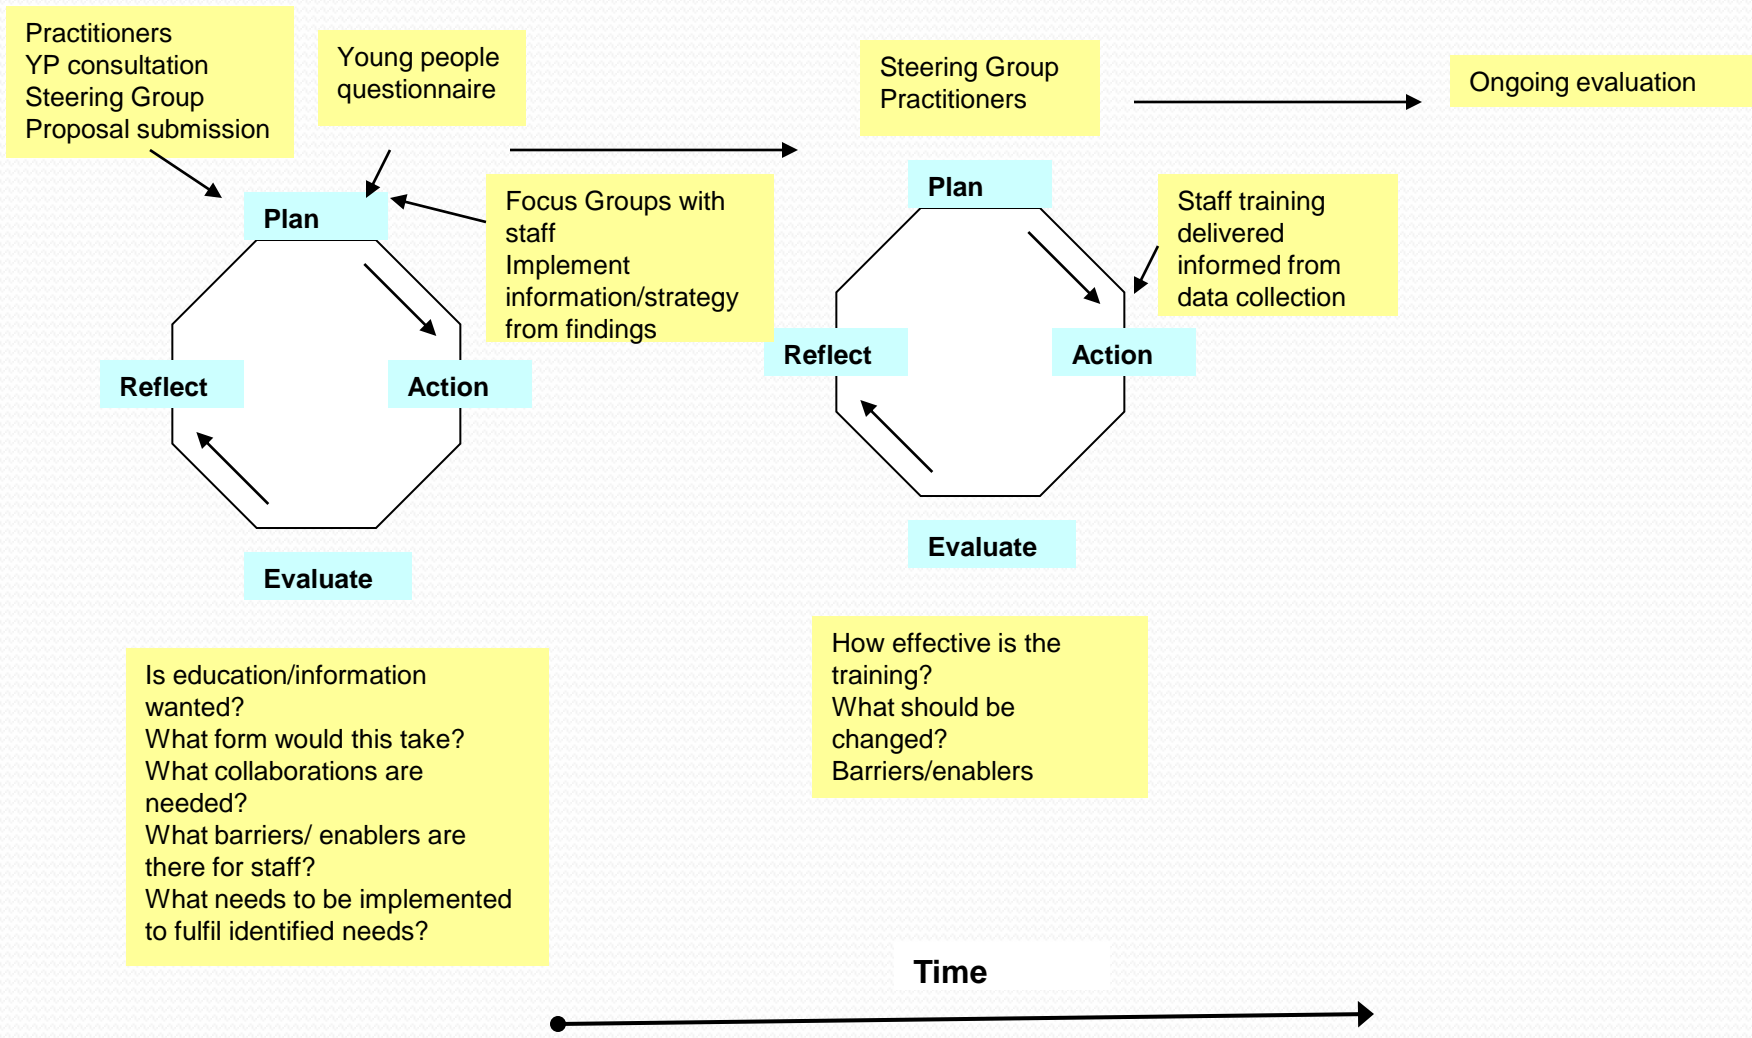 Practitioners
YP consultation
Steering Group
Proposal submission
Young people
questionnaire
Steering Group
Practitioners
Ongoing evaluation
Plan
Focus Groups with
staff
Implement
information/strategy
from findings
Plan
Staff training
delivered
informed from
data collection
Reflect
Action
Reflect
Action
Evaluate
Evaluate
Is education/information
wanted?
What form would this take?
What collaborations are
needed?
What barriers/ enablers are
there for staff?
What needs to be implemented
to fulfil identified needs?
How effective is the
training?
What should be
changed?
Barriers/enablers
Time